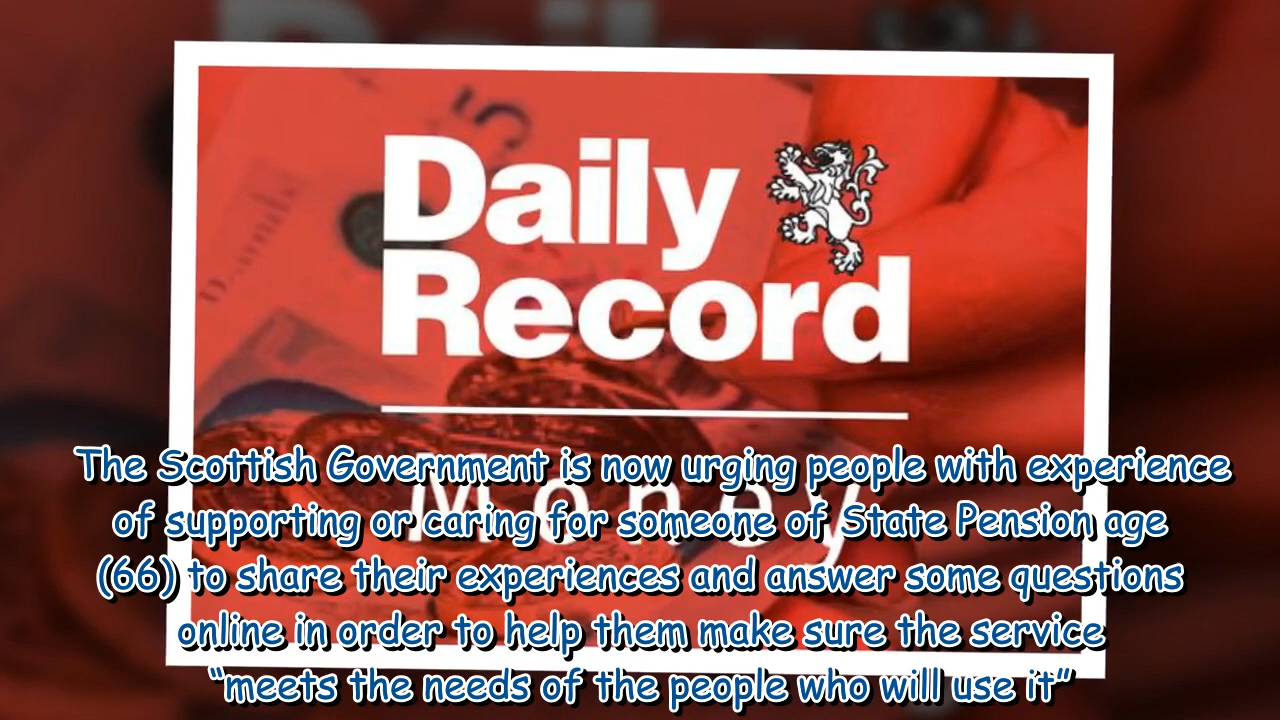 Daily
Record
Money
The Scottish Government is now urging people with experience
of supporting or caring for someone of State Pension age
(66) to share their experiences and answer some questions
online in order to help them make sure the service
“meets the needs of the people who will use it”
5